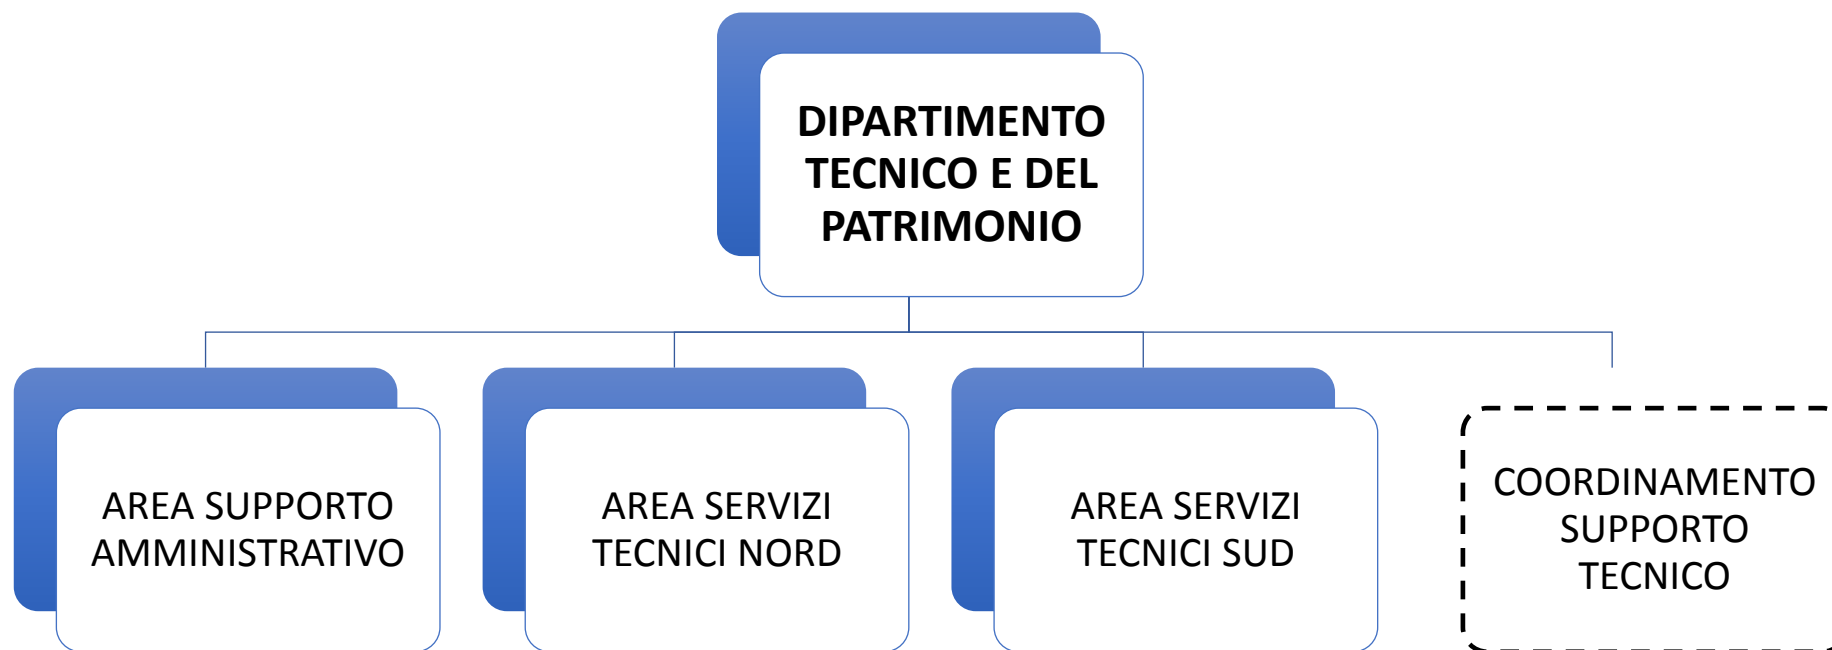 DIPARTIMENTO
TECNICO E DEL
PATRIMONIO
AREA SUPPORTO
AMMINISTRATIVO
AREA SERVIZI
TECNICI NORD
AREA SERVIZI
TECNICI SUD
COORDINAMENTO
SUPPORTO
TECNICO